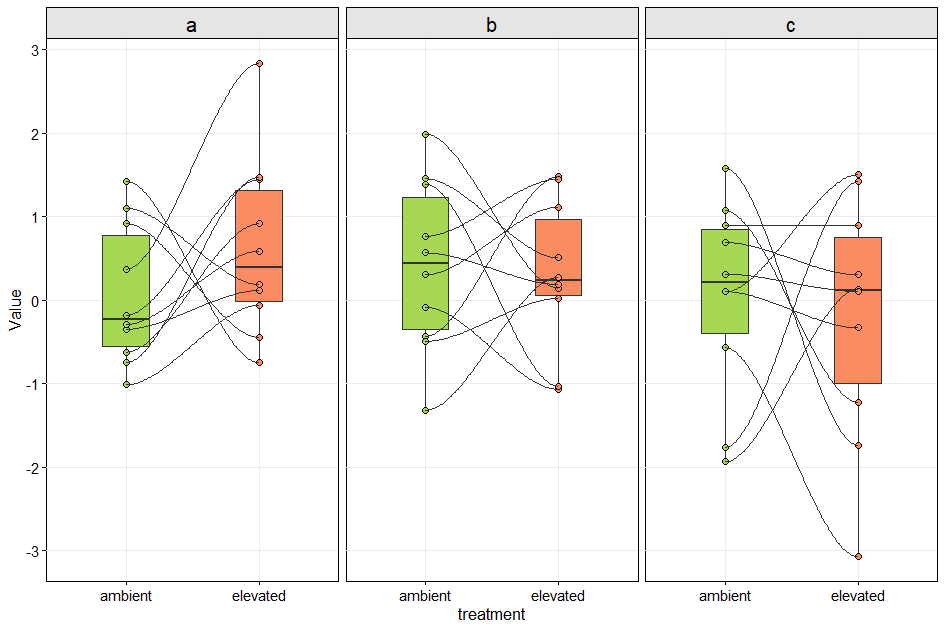 a b c
3
2
1
0
-1
-2
-3
Value
ambient elevated ambient elevated ambient elevated
treatment